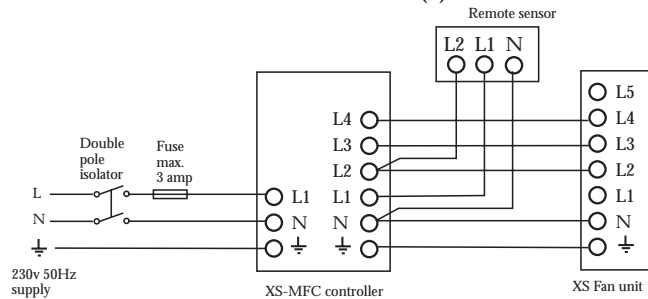 Remote sensor
L2 L1 N
L5
L4 L4
L3 L3
Double
pole
isolator
Fuse
max.
3 amp
L2 L2
L L1 L1 L1
N N N N
230v 50Hz
supply
XS-MFC controller
XS Fan unit